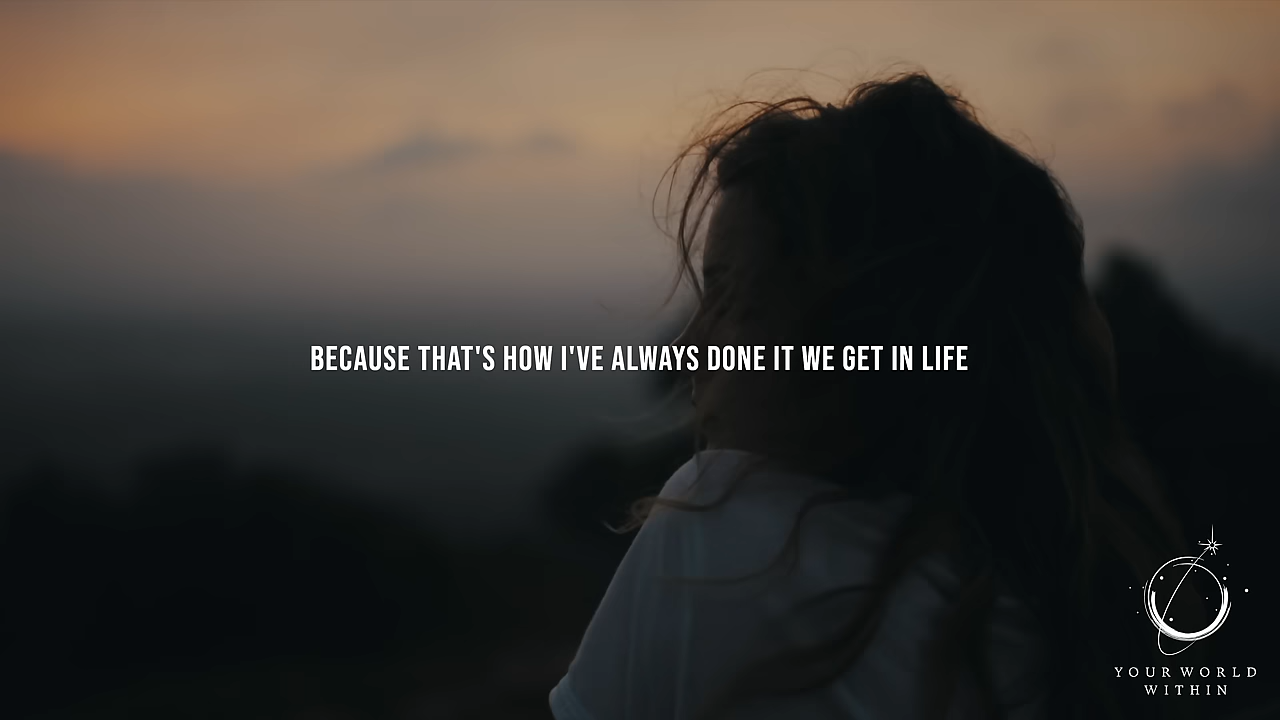 BECAUSE THAT'S HOW I'VE ALWAYS DONE IT WE GET IN LIFE
YOUR WORLD
WITHIN